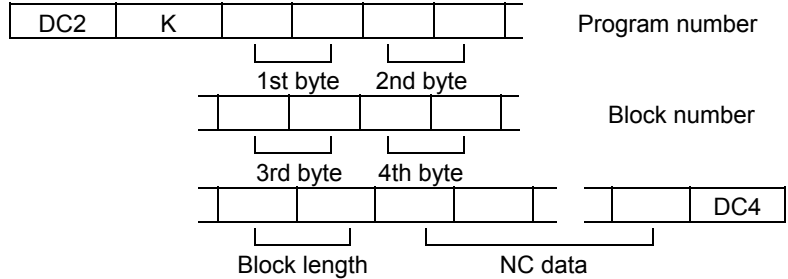 DC2 K Program number
1st byte 2nd byte
Block number
3rd byte 4th byte
DC4
Block length NC data